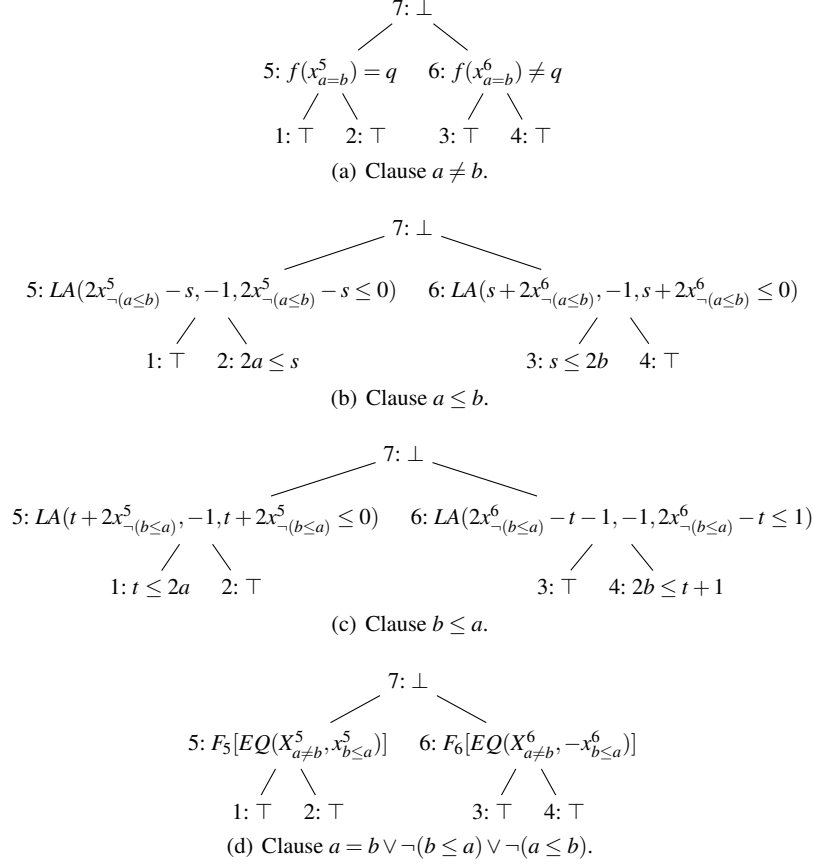 7: ⊥
5: f(x^5_{a=b}) = q 6: f(x^6_{a=b}) ≠ q
1: ⊤ 2: ⊤ 3: ⊤ 4: ⊤
(a) Clause a ≠ b.
7: ⊥
5: LA(2x^5_{¬(a≤b)} − s, −1, 2x^5_{¬(a≤b)} − s ≤ 0) 6: LA(s + 2x^6_{¬(a≤b)}, −1, s + 2x^6_{¬(a≤b)} ≤ 0)
1: ⊤ 2: 2a ≤ s 3: s ≤ 2b 4: ⊤
(b) Clause a ≤ b.
7: ⊥
5: LA(t + 2x^5_{¬(b≤a)}, −1, t + 2x^5_{¬(b≤a)} ≤ 0) 6: LA(2x^6_{¬(b≤a)} − t − 1, −1, 2x^6_{¬(b≤a)} − t ≤ 1)
1: t ≤ 2a 2: ⊤ 3: ⊤ 4: 2b ≤ t + 1
(c) Clause b ≤ a.
7: ⊥
5: F_5[EQ(X^5_{a≠b}, x^5_{b≤a})] 6: F_6[EQ(X^6_{a≠b}, −x^6_{b≤a})]
1: ⊤ 2: ⊤ 3: ⊤ 4: ⊤
(d) Clause a = b ∨ ¬(b ≤ a) ∨ ¬(a ≤ b).